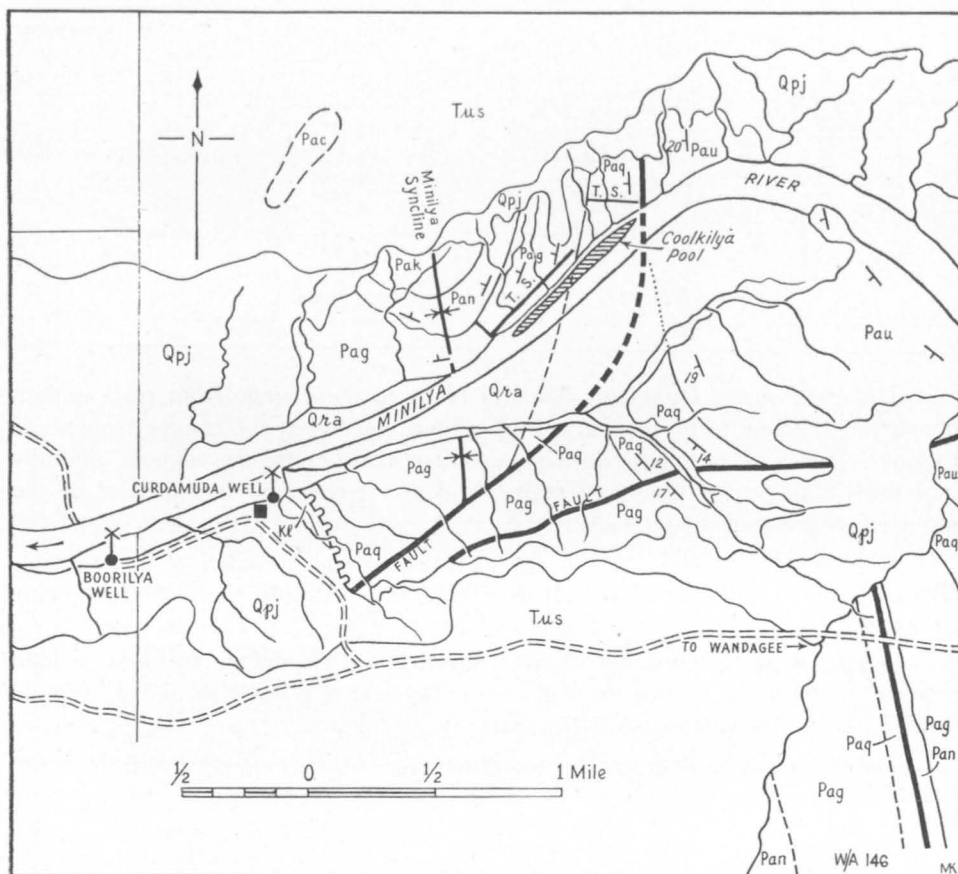 Qpj
Tus
Pac
N
20
Pau
Paq
T. S.
RIVER
Minilya
Syncline
Qpj
Coolkilya
Pool
Pak
Pag
T. S.
Pan
Qpj
Pag
Pau
Qra
MINILYA
Qra
19
Paq
CURDAMUDA WELL
Pag
Paq
Pag
12
14
17
Kl
Pag
FAULT
Pag
Pau
Paq
FAULT
Qpj
Paq
BOORILYA
WELL
Qpj
Tus
TO WANDAGEE
Paq
Pag
Pan
Pag
1/2 0 1/2 1 Mile
Pan
W/A 146
MK